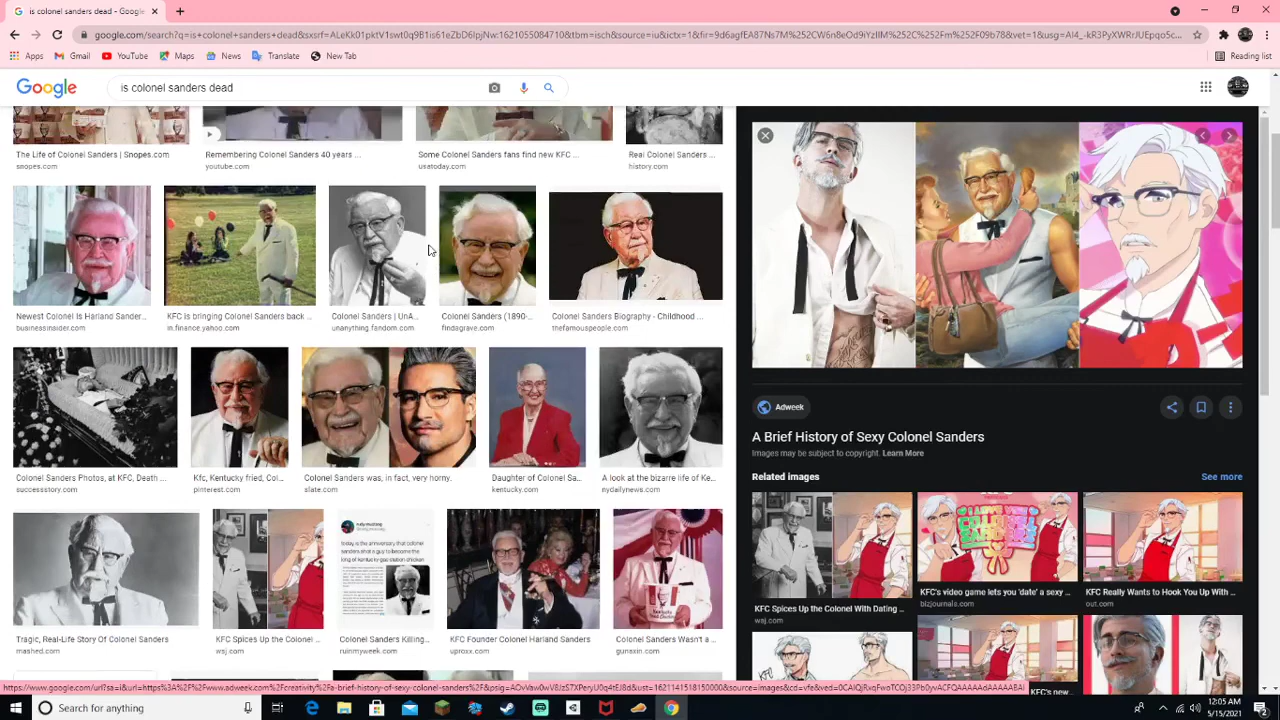 is colonel sanders dead - Google
google.com/search?q=is+colonel+sanders+dead
Apps
Gmail
YouTube
Maps
News
Translate
New Tab
Reading list
Google
is colonel sanders dead
The Life of Colonel Sanders | Snopes.com
snopes.com
Remembering Colonel Sanders 40 years ...
youtube.com
Some Colonel Sanders fans find new KFC ...
usatoday.com
Real Colonel Sanders ...
history.com
Newest Colonel Is Harland Sander...
businessinsider.com
KFC is bringing Colonel Sanders back ...
in.finance.yahoo.com
Colonel Sanders | UnA...
unanything.fandom.com
Colonel Sanders (1890-...
findagrave.com
Colonel Sanders Biography - Childhood ...
thefamouspeople.com
Colonel Sanders Photos, at KFC, Death ...
successstory.com
Kfc, Kentucky fried, Col...
pinterest.com
Colonel Sanders was, in fact, very horny.
slate.com
Daughter of Colonel Sa...
kentucky.com
A look at the bizarre life of Ke...
nydailynews.com
Tragic, Real-Life Story Of Colonel Sanders
mashed.com
KFC Spices Up the Colonel ...
wsj.com
today is the anniversary that colonel
Colonel Sanders Killing...
ruinmyweek.com
KFC Founder Colonel Harland Sanders
uproxx.com
Colonel Sanders Wasn't a ...
gunsxin.com
Adweek
A Brief History of Sexy Colonel Sanders
Images may be subject to copyright. Learn More
Related images
See more
KFC Spices Up the Colonel With Dating ...
wsj.com
KFC's video game lets you 'date' a sexy ...
bizjournals.com
KFC Really Wants to Hook You Up With ...
out.com
KFC's new...
Search for anything
12:05 AM
5/15/2021
2